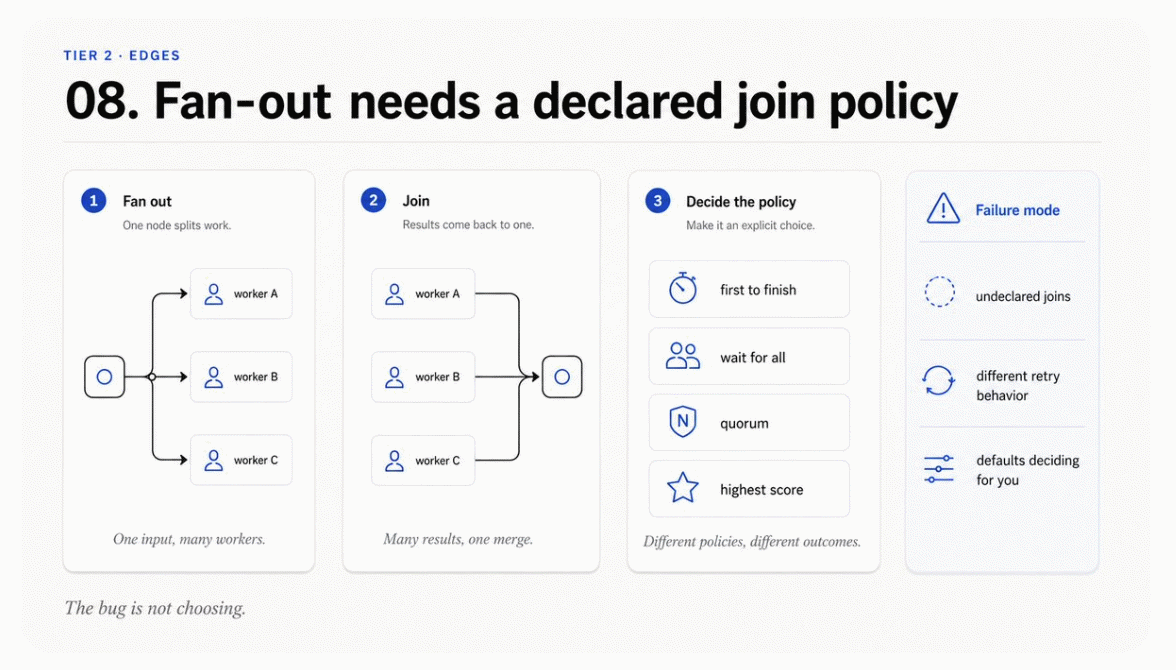 TIER 2 · EDGES
08. Fan-out needs a declared join policy
1
Fan out
One node splits work.
worker A
worker B
worker C
One input, many workers.
2
Join
Results come back to one.
worker A
worker B
worker C
Many results, one merge.
3
Decide the policy
Make it an explicit choice.
first to finish
wait for all
N
quorum
highest score
Different policies, different outcomes.
Failure mode
undeclared joins
different retry
behavior
defaults deciding
for you
The bug is not choosing.